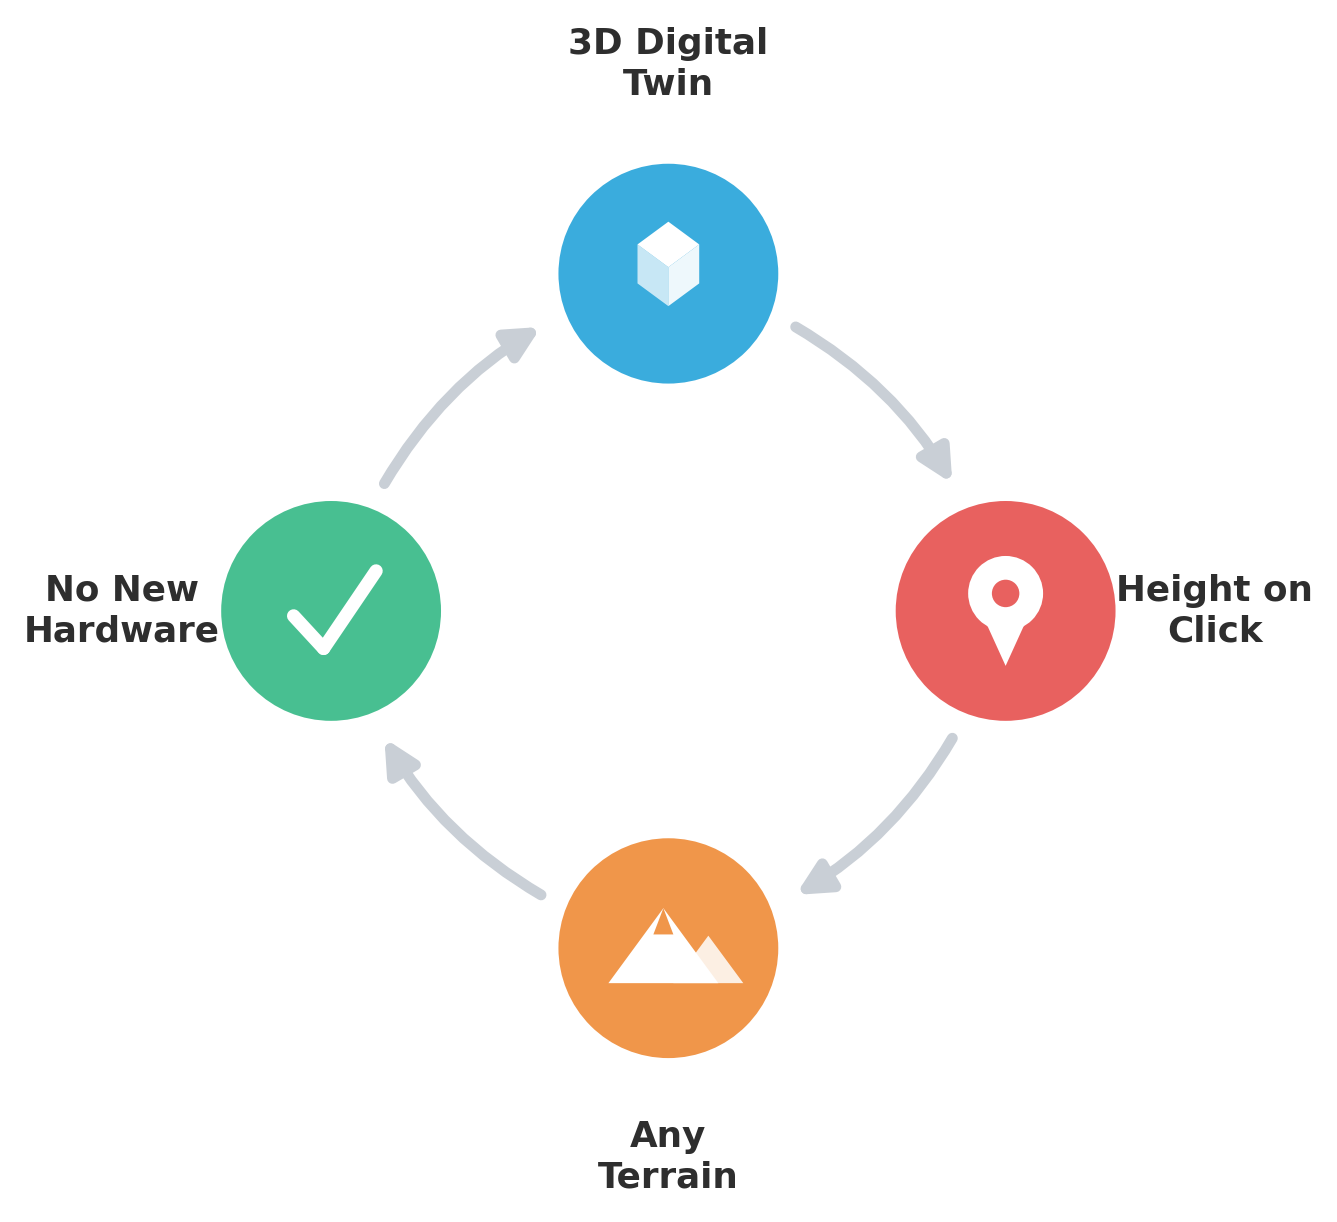 3D Digital
Twin
No New
Hardware
Height on
Click
Any
Terrain